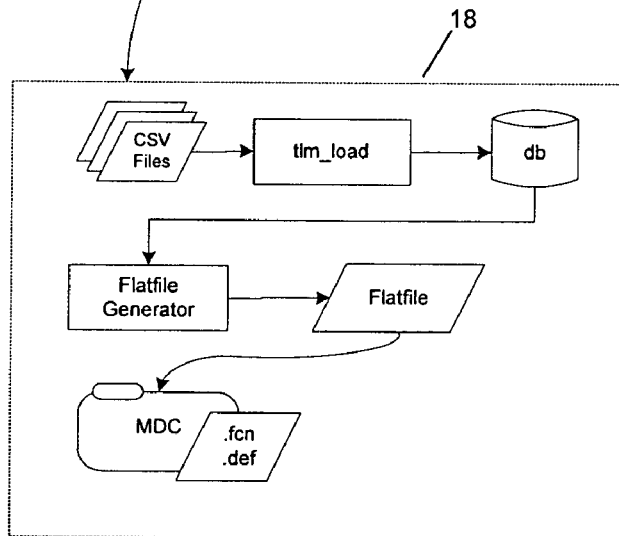 18
CSV
Files
tlm_load
db
Flatfile
Generator
Flatfile
MDC
.fcn
.def